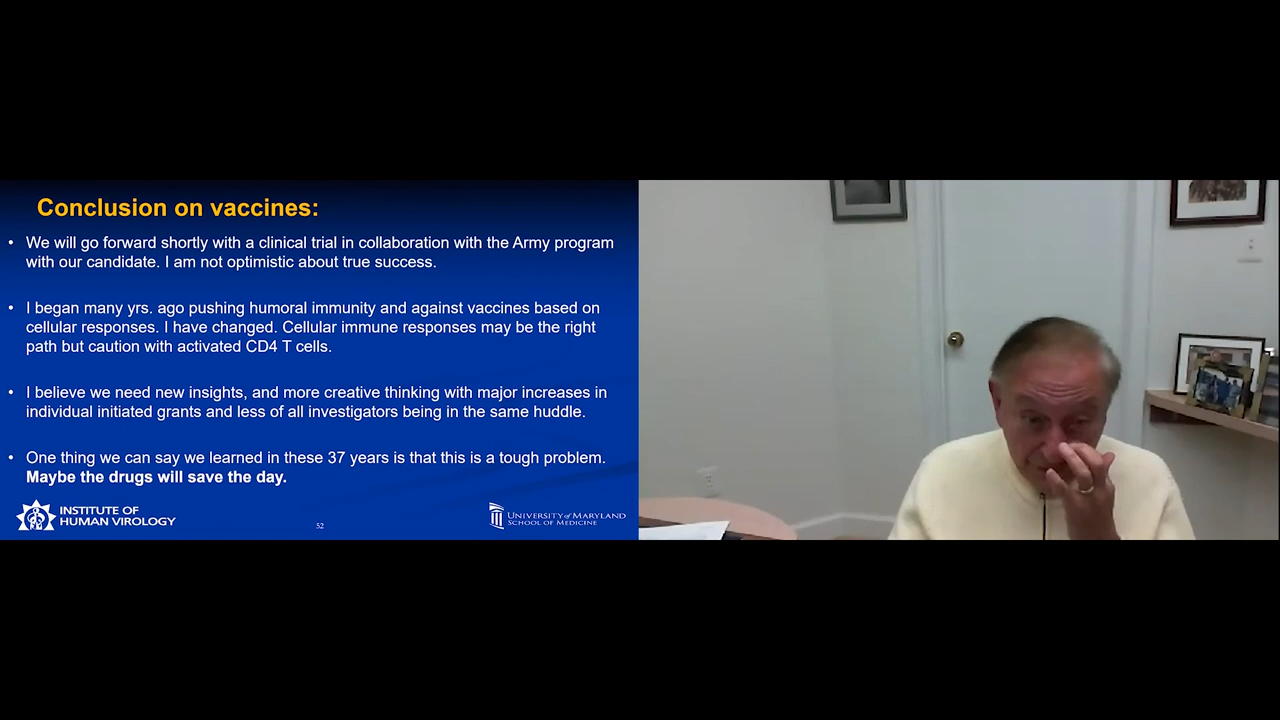 Conclusion on vaccines:
• We will go forward shortly with a clinical trial in collaboration with the Army program
with our candidate. I am not optimistic about true success.
• I began many yrs. ago pushing humoral immunity and against vaccines based on
cellular responses. I have changed. Cellular immune responses may be the right
path but caution with activated CD4 T cells.
• I believe we need new insights, and more creative thinking with major increases in
individual initiated grants and less of all investigators being in the same huddle.
• One thing we can say we learned in these 37 years is that this is a tough problem.
Maybe the drugs will save the day.
INSTITUTE OF
HUMAN VIROLOGY
52
UNIVERSITY of MARYLAND
SCHOOL OF MEDICINE